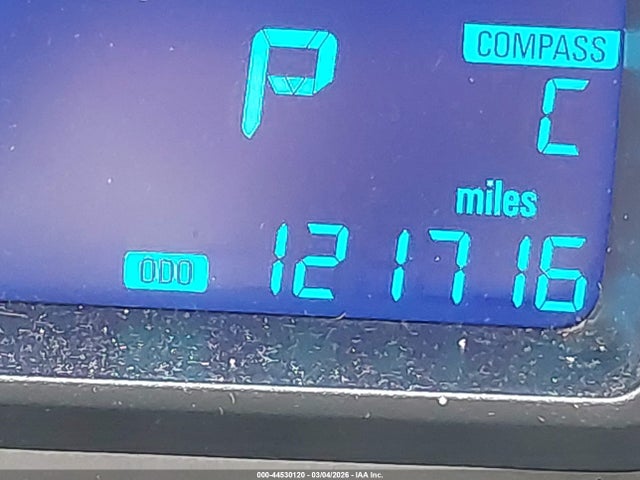 P
COMPASS
C
miles
ODO 121716
000-44530120 - 03/04/2026 - IAA Inc.